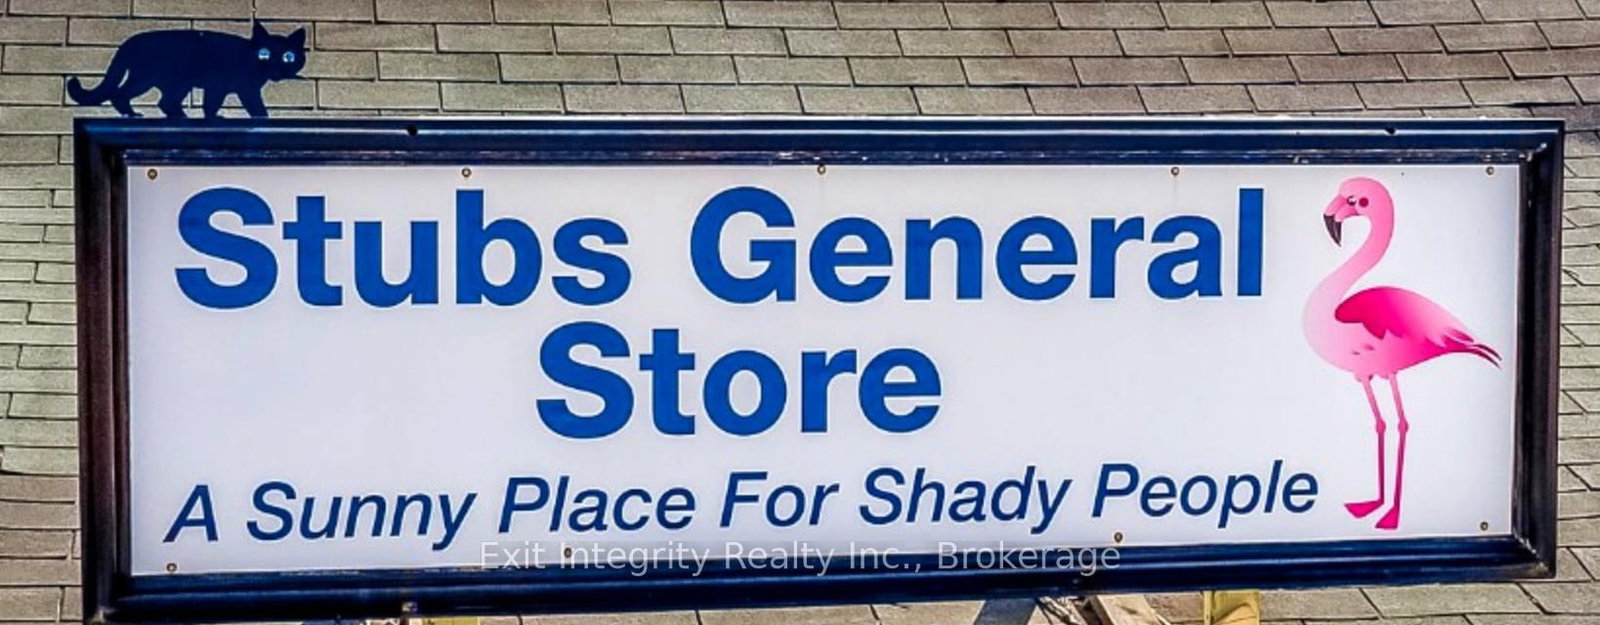 Stubs General
Store
A Sunny Place For Shady People
Exit Integrity Realty Inc., Brokerage